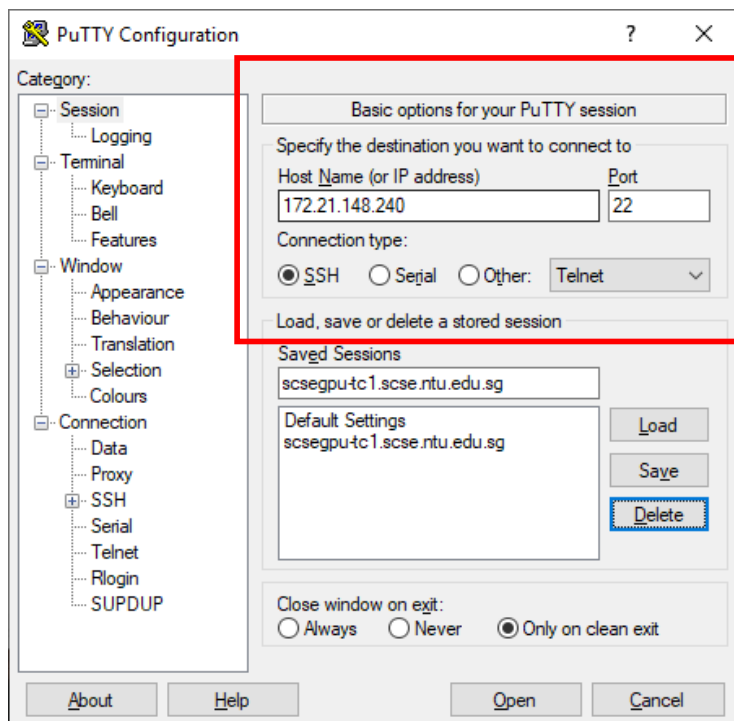 PuTTY Configuration ? ×
Category:
Session
Logging
Terminal
Keyboard
Bell
Features
Window
Appearance
Behaviour
Translation
Selection
Colours
Connection
Data
Proxy
SSH
Serial
Telnet
Rlogin
SUPDUP
Basic options for your PuTTY session
Specify the destination you want to connect to
Host Name (or IP address) Port
172.21.148.240 22
Connection type:
SSH Serial Other: Telnet
Load, save or delete a stored session
Saved Sessions
scsegpu-tc1.scse.ntu.edu.sg
Default Settings
scsegpu-tc1.scse.ntu.edu.sg
Load
Save
Delete
Close window on exit:
Always Never Only on clean exit
About Help Open Cancel